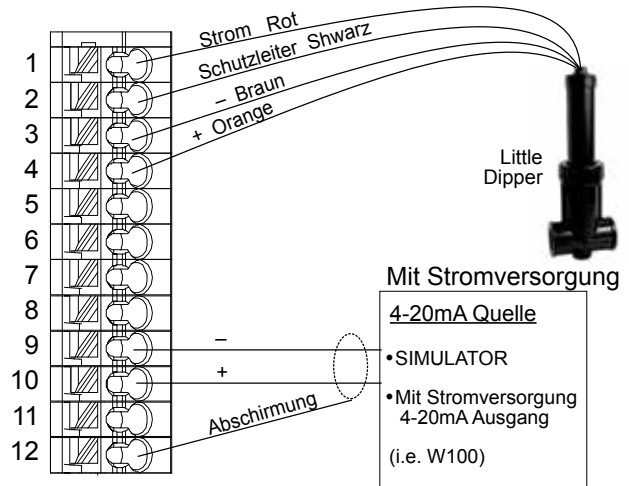 1
2
3
4
5
6
7
8
9
10
11
12
Strom Rot
Schutzleiter Shwarz
– Braun
+ Orange
Little
Dipper
Mit Stromversorgung
4-20mA Quelle
•SIMULATOR
•Mit Stromversorgung
4-20mA Ausgang
(i.e. W100)
–
+
Abschirmung